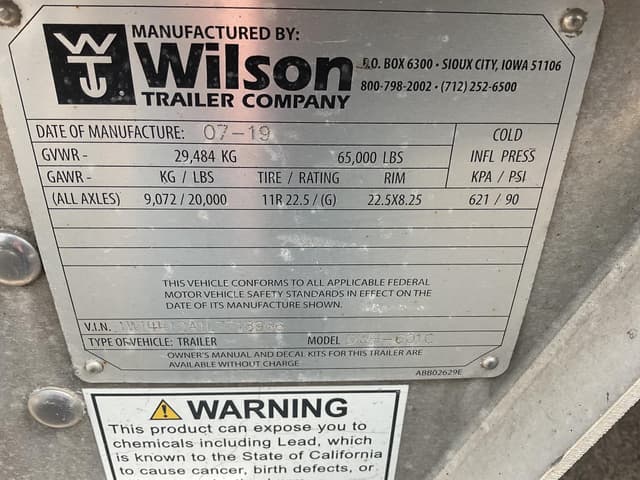 MANUFACTURED BY:
Wilson
TRAILER COMPANY
P.O. BOX 6300 • SIOUX CITY, IOWA 51106
800-798-2002 • (712) 252-6500
DATE OF MANUFACTURE: 07-19 COLD
GVWR - 29,484 KG 65,000 LBS INFL PRESS
GAWR - KG / LBS TIRE / RATING RIM KPA / PSI
(ALL AXLES) 9,072 / 20,000 11R 22.5 / (G) 22.5X8.25 621 / 90
THIS VEHICLE CONFORMS TO ALL APPLICABLE FEDERAL
MOTOR VEHICLE SAFETY STANDARDS IN EFFECT ON THE
DATE OF ITS MANUFACTURE SHOWN.
V.I.N.
TYPE OF VEHICLE: TRAILER MODEL
OWNER'S MANUAL AND DECAL KITS FOR THIS TRAILER ARE
AVAILABLE WITHOUT CHARGE
ABB02629E
WARNING
This product can expose you to
chemicals including Lead, which
is known to the State of California
to cause cancer, birth defects, or